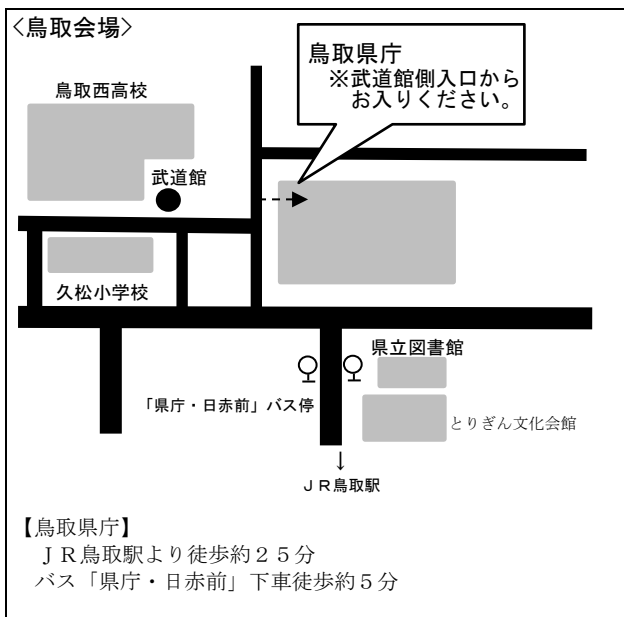 <鳥取会場>
鳥取県庁
※武道館側入口から
お入りください。
鳥取西高校
武道館
久松小学校
県立図書館
「県庁・日赤前」バス停
とりぎん文化会館
↓
ＪＲ鳥取駅
【鳥取県庁】
ＪＲ鳥取駅より徒歩約２５分
バス「県庁・日赤前」下車徒歩約５分